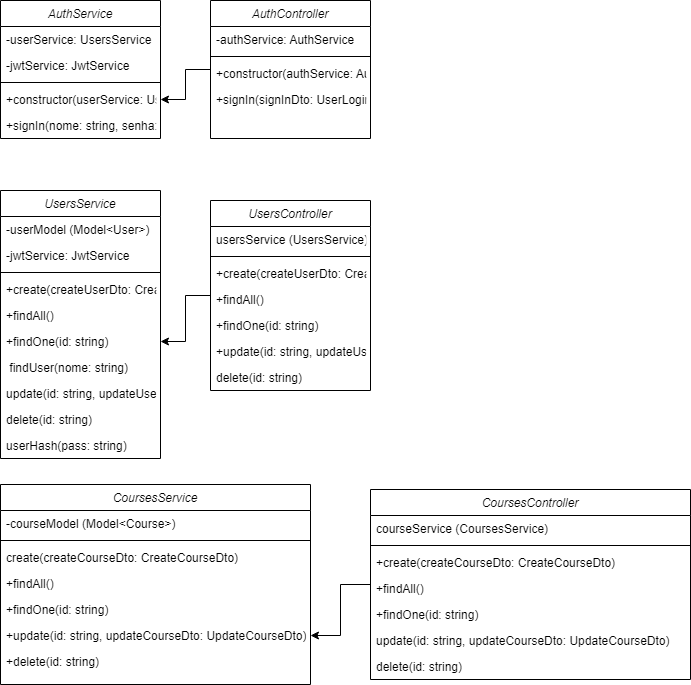 AuthService
-userService: UsersService
-jwtService: JwtService
+constructor(userService: U
+signIn(nome: string, senha:
AuthController
-authService: AuthService
+constructor(authService:
+signIn(signInDto: UserLogi
UsersService
-userModel (Model<User>)
-jwtService: JwtService
+create(createUserDto: Cre
+findAll()
+findOne(id: string)
findUser(nome: string)
update(id: string, updateUse
delete(id: string)
userHash(pass: string)
UsersController
usersService (UsersService)
+create(createUserDto: Cre
+findAll()
+findOne(id: string)
+update(id: string, updateUs
delete(id: string)
CoursesService
-courseModel (Model<Course>)
create(createCourseDto: CreateCourseDto)
+findAll()
+findOne(id: string)
+update(id: string, updateCourseDto: UpdateCourseDto)
+delete(id: string)
CoursesController
courseService (CoursesService)
+create(createCourseDto: CreateCourseDto)
+findAll()
+findOne(id: string)
update(id: string, updateCourseDto: UpdateCourseDto)
delete(id: string)